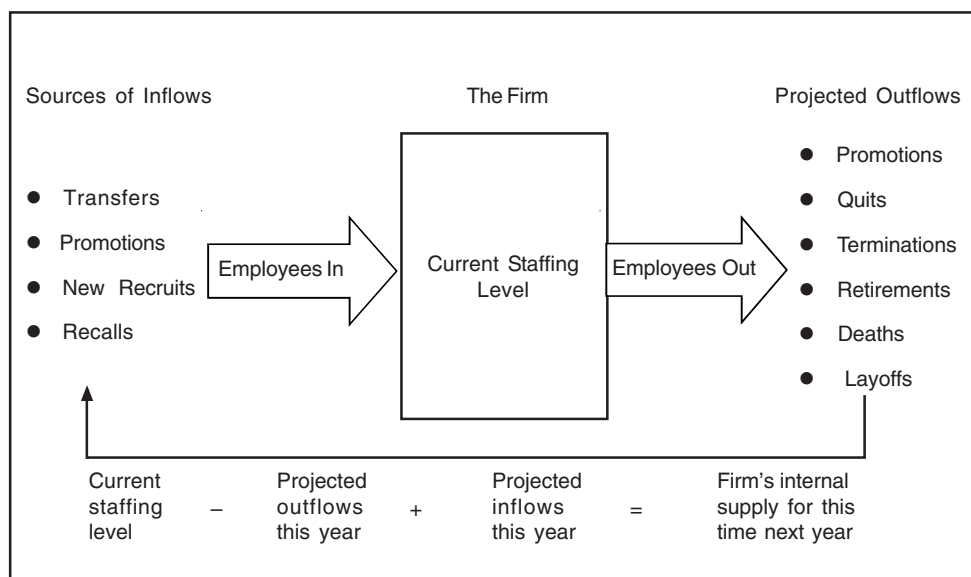 Sources of Inflows
The Firm
Projected Outflows
● Transfers
● Promotions
● New Recruits
● Recalls
Employees In
Current Staffing
Level
Employees Out
● Promotions
● Quits
● Terminations
● Retirements
● Deaths
● Layoffs
Current
staffing
level
–
Projected
outflows
this year
+
Projected
inflows
this year
=
Firm's internal
supply for this
time next year